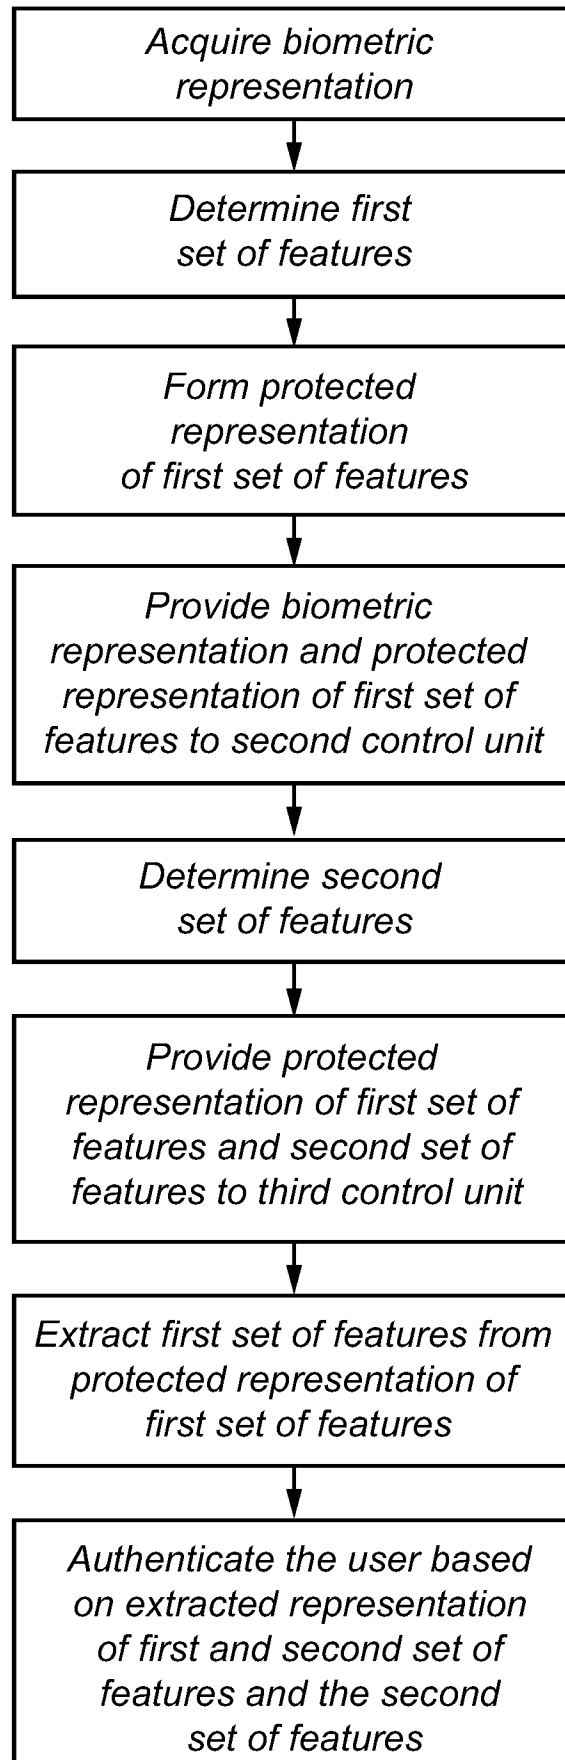 Acquire biometric
representation
Determine first
set of features
Form protected
representation
of first set of features
Provide biometric
representation and protected
representation of first set of
features to second control unit
Determine second
set of features
Provide protected
representation of first set of
features and second set of
features to third control unit
Extract first set of features from
protected representation of
first set of features
Authenticate the user based
on extracted representation
of first and second set of
features and the second
set of features